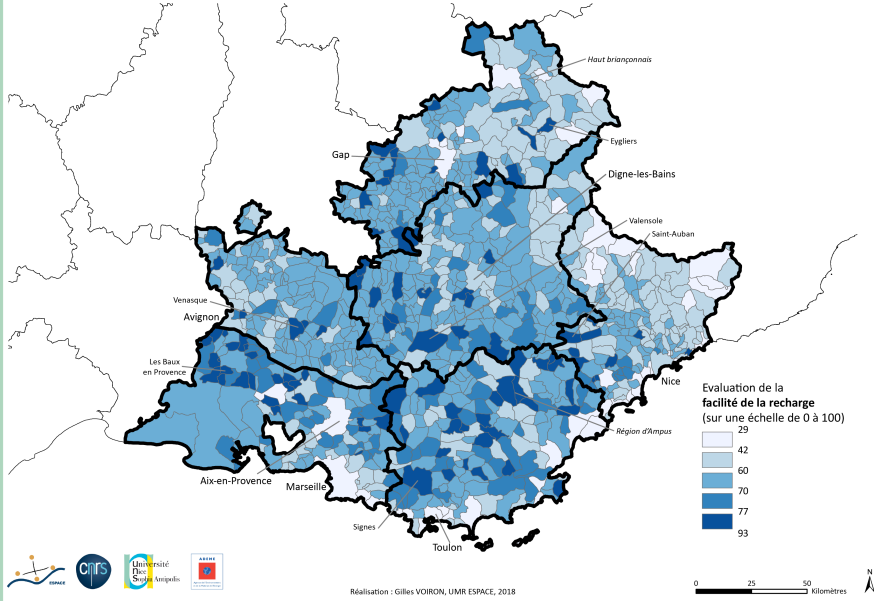 Haut briançonnais
Eygliers
Gap
Digne-les-Bains
Valensole
Saint-Auban
Venasque
Avignon
Les Baux
en Provence
Nice
Evaluation de la
facilité de la recharge
(sur une échelle de 0 à 100)
29
42
60
70
77
93
Région d'Ampus
Aix-en-Provence
Marseille
Signes
Toulon
ESPACE
cnrs
Université
Nice
Sophia Antipolis
ADEME
Réalisation : Gilles VOIRON, UMR ESPACE, 2018
0 25 50
Kilomètres
N